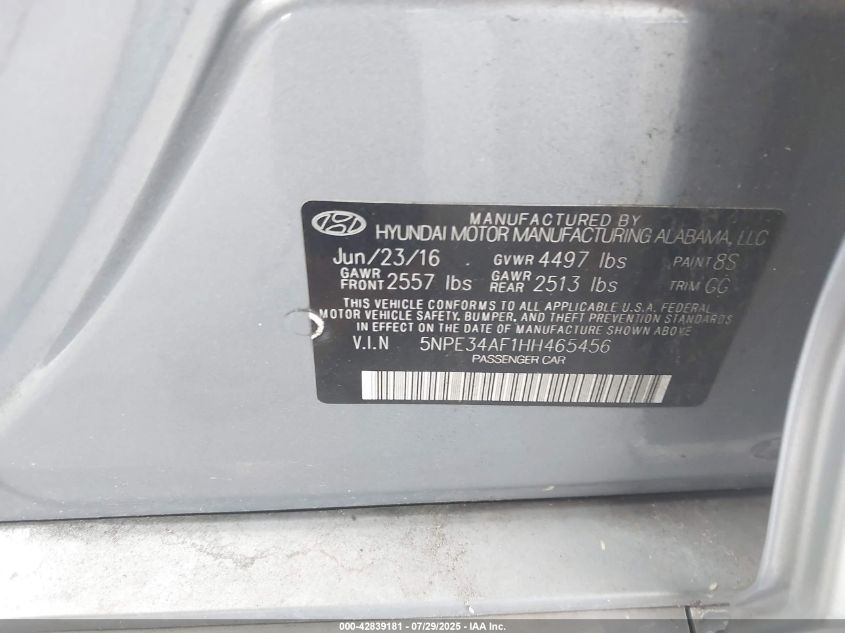 MANUFACTURED BY
HYUNDAI MOTOR MANUFACTURING ALABAMA, LLC
Jun/23/16 GVWR 4497 lbs PAINT 8S
GAWR FRONT 2557 lbs GAWR REAR 2513 lbs TRIM GG
THIS VEHICLE CONFORMS TO ALL APPLICABLE U.S.A. FEDERAL
MOTOR VEHICLE SAFETY, BUMPER, AND THEFT PREVENTION STANDARDS
IN EFFECT ON THE DATE OF MANUFACTURE SHOWN ABOVE
V.I.N 5NPE34AF1HH465456
PASSENGER CAR
000-42839181 - 07/29/2025 - IAA Inc.